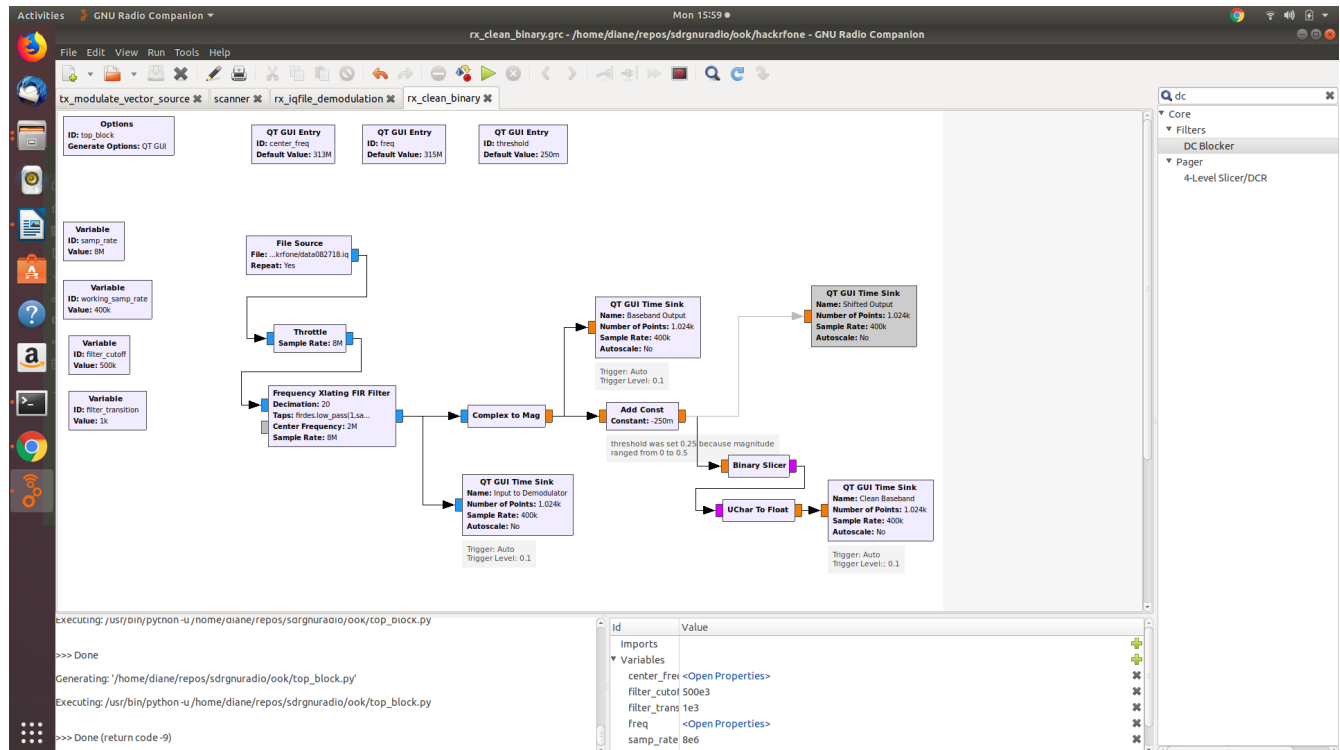 Activities
GNU Radio Companion
Mon 15:59
rx_clean_binary.grc - /home/diane/repos/sdrgnuradio/ook/hackrfone - GNU Radio Companion
File Edit View Run Tools Help
tx_modulate_vector_source
scanner
rx_iqfile_demodulation
rx_clean_binary
dc
Core
Filters
DC Blocker
Pager
4-Level Slicer/DCR
Options
ID: top_block
Generate Options: QT GUI
QT GUI Entry
ID: center_freq
Default Value: 313M
QT GUI Entry
ID: freq
Default Value: 315M
QT GUI Entry
ID: threshold
Default Value: 250m
Variable
ID: samp_rate
Value: 8M
Variable
ID: working_samp_rate
Value: 400k
Variable
ID: filter_cutoff
Value: 500k
Variable
ID: filter_transition
Value: 1k
File Source
File: ...krfone/data082718.iq
Repeat: Yes
Throttle
Sample Rate: 8M
Frequency Xlating FIR Filter
Decimation: 20
Taps: firdes.low_pass(1,sa...
Center Frequency: 2M
Sample Rate: 8M
Complex to Mag
QT GUI Time Sink
Name: Baseband Output
Number of Points: 1.024k
Sample Rate: 400k
Autoscale: No
Trigger: Auto
Trigger Level: 0.1
QT GUI Time Sink
Name: Shifted Output
Number of Points: 1.024k
Sample Rate: 400k
Autoscale: No
Add Const
Constant: -250m
threshold was set 0.25 because magnitude
ranged from 0 to 0.5
Binary Slicer
UChar To Float
QT GUI Time Sink
Name: Input to Demodulator
Number of Points: 1.024k
Sample Rate: 400k
Autoscale: No
Trigger: Auto
Trigger Level: 0.1
QT GUI Time Sink
Name: Clean Baseband
Number of Points: 1.024k
Sample Rate: 400k
Autoscale: No
Trigger: Auto
Trigger Level:; 0.1
Executing: /usr/bin/python -u /home/diane/repos/sdrgnuradio/ook/top_block.py
>>> Done
Generating: '/home/diane/repos/sdrgnuradio/ook/top_block.py'
Executing: /usr/bin/python -u /home/diane/repos/sdrgnuradio/ook/top_block.py
>>> Done (return code -9)
Id Value
Imports
Variables
center_fre <Open Properties>
filter_cutof 500e3
filter_trans 1e3
freq <Open Properties>
samp_rate 8e6